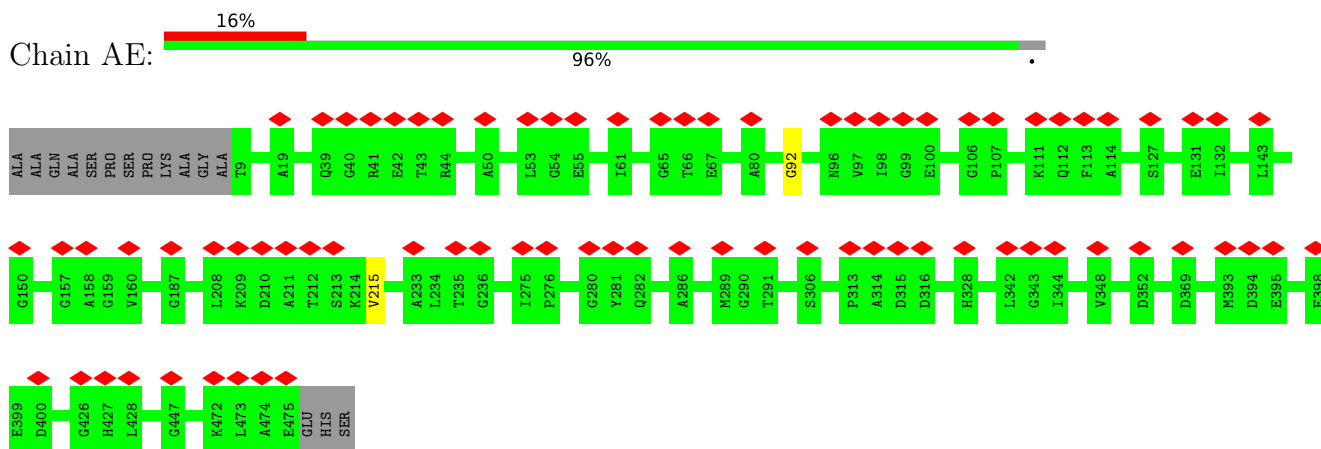 16%
Chain AE:
96%
ALA ALA GLN ALA SER PRO SER PRO LYS ALA GLY ALA T9 A19 Q39 G40 R41 E42 T43 R44 A50 L53 G54 E55 I61 G65 T66 E67 A80 G92 N96 V97 I98 G99 E100 G106 P107 K111 Q112 F113 A114 S127 E131 I132 L143
G150 G157 A158 G159 V160 G187 L208 K209 D210 A211 T212 S213 K214 V215 A233 L234 T235 G236 I275 P276 G280 Y281 Q282 A286 M289 G290 T291 S306 P313 A314 D315 D316 H328 L342 G343 I344 V348 D352 D369 M393 D394 E395
E399 D400 G426 H427 L428 G447 K472 L473 A474 E475 GLU HIS SER